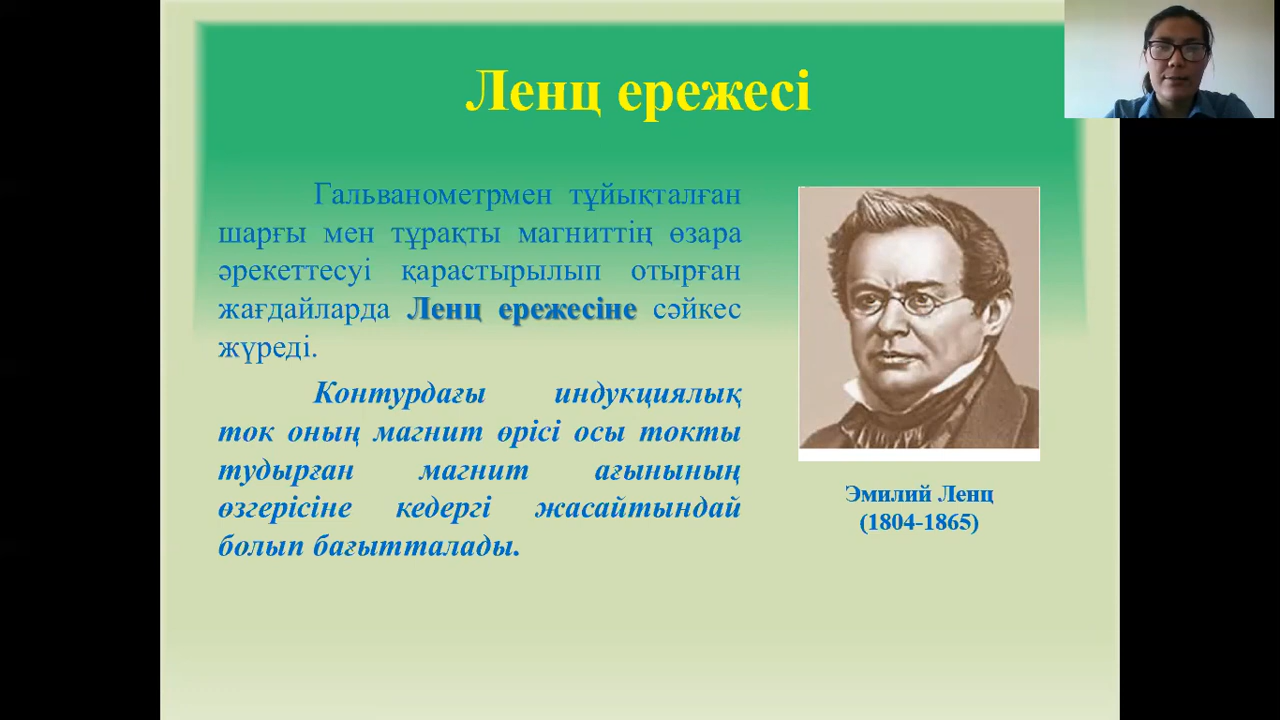 Ленц ережесі
Гальванометрмен тұйықталған
шарғы мен тұрақты магниттің өзара
әрекеттесуі қарастырылып отырған
жағдайларда Ленц ережесіне сәйкес
жүреді.
Контурдағы индукциялық
ток оның магнит өрісі осы токты
тудырған магнит ағынының
өзгерісіне кедергі жасайтындай
болып бағытталады.
Эмилий Ленц
(1804-1865)